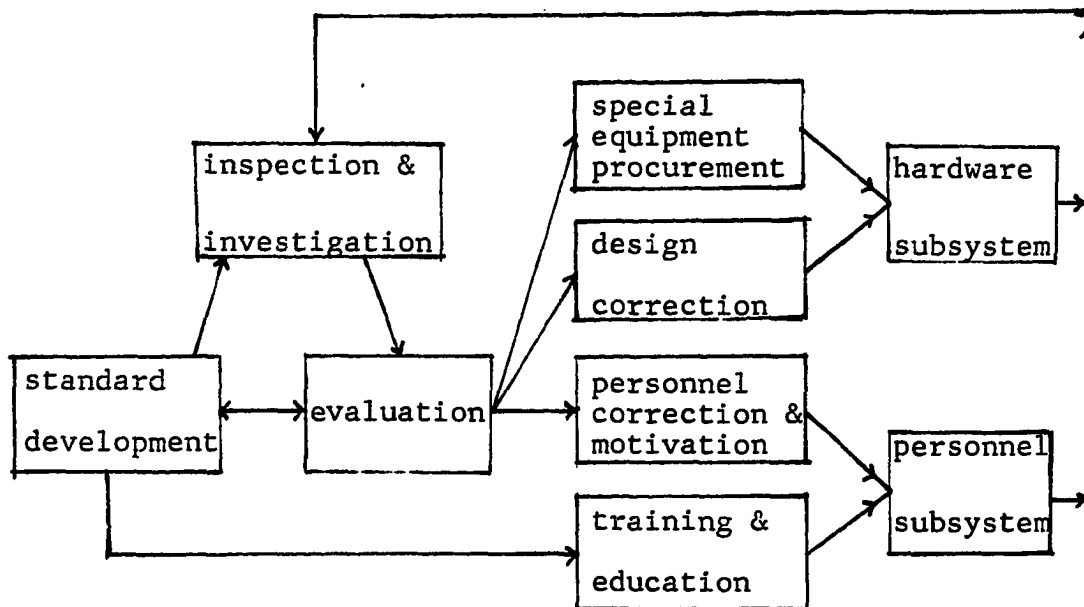 inspection &
investigation
standard
development
evaluation
special
equipment
procurement
design
correction
personnel
correction &
motivation
training &
education
hardware
subsystem
personnel
subsystem